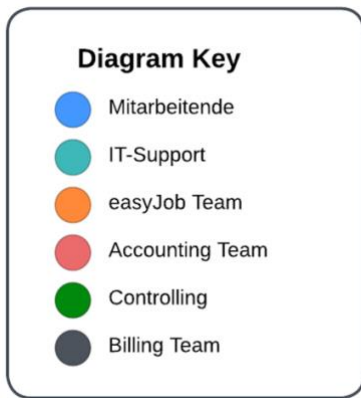 Diagram Key
Mitarbeitende
IT-Support
easyJob Team
Accounting Team
Controlling
Billing Team